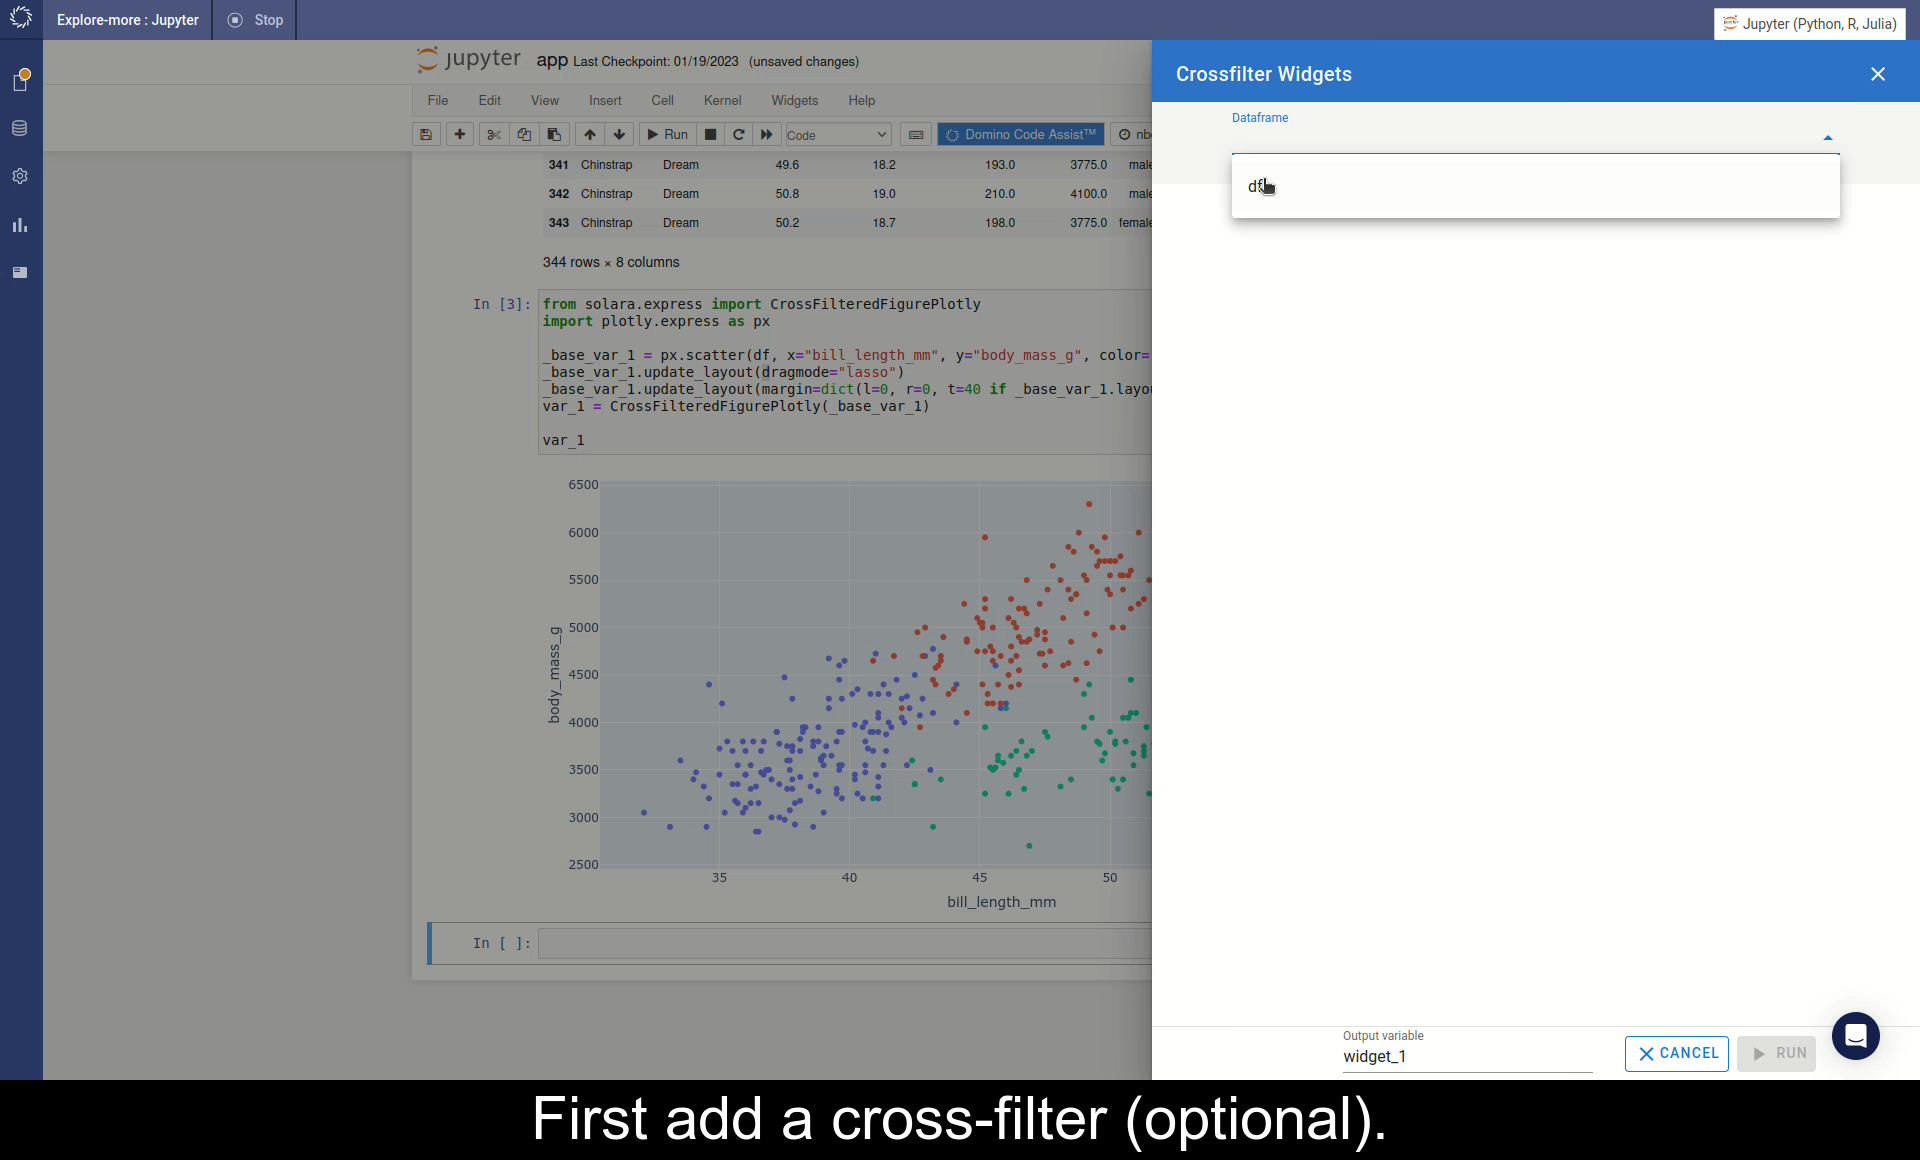 Explore-more : Jupyter
Stop
Jupyter (Python, R, Julia)
jupyter app Last Checkpoint: 01/19/2023 (unsaved changes)
File Edit View Insert Cell Kernel Widgets Help
Run Code Domino Code Assist™ nb
341 Chinstrap Dream 49.6 18.2 193.0 3775.0 male
342 Chinstrap Dream 50.8 19.0 210.0 4100.0 male
343 Chinstrap Dream 50.2 18.7 198.0 3775.0 female
344 rows × 8 columns
In [3]:
from solara.express import CrossFilteredFigurePlotly
import plotly.express as px
_base_var_1 = px.scatter(df, x="bill_length_mm", y="body_mass_g", color=
_base_var_1.update_layout(dragmode="lasso")
_base_var_1.update_layout(margin=dict(l=0, r=0, t=40 if _base_var_1.layo
var_1 = CrossFilteredFigurePlotly(_base_var_1)
var_1
6500
6000
5500
5000
4500
4000
3500
3000
2500
body_mass_g
35 40 45 50
bill_length_mm
In [ ]:
Crossfilter Widgets
Dataframe
df
Output variable
widget_1
CANCEL
RUN
First add a cross-filter (optional).